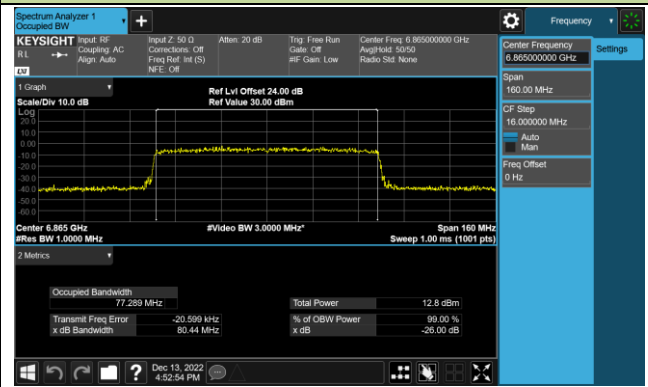 Spectrum Analyzer 1
Occupied BW
Frequency
KEYSIGHT
RL
Input: RF
Coupling: AC
Align: Auto
Input Z: 50 Ω
Corrections: Off
Freq Ref: Int (S)
NFE: Off
Atten: 20 dB
Trig: Free Run
Gate: Off
#IF Gain: Low
Center Freq: 6.865000000 GHz
Avg|Hold: 50/50
Radio Std: None
LXI
1 Graph
Scale/Div 10.0 dB
Ref Lvl Offset 24.00 dB
Ref Value 30.00 dBm
Log
20.0
10.0
0.00
-10.0
-20.0
-30.0
-40.0
-50.0
-60.0
Center 6.865 GHz
#Res BW 1.0000 MHz
#Video BW 3.0000 MHz*
Span 160 MHz
Sweep 1.00 ms (1001 pts)
2 Metrics
Occupied Bandwidth
77.289 MHz
Total Power 12.8 dBm
Transmit Freq Error -20.599 kHz
% of OBW Power 99.00 %
x dB Bandwidth 80.44 MHz
x dB -26.00 dB
Center Frequency
6.865000000 GHz
Settings
Span
160.00 MHz
CF Step
16.000000 MHz
Auto
Man
Freq Offset
0 Hz
?
Dec 13, 2022
4:52:54 PM